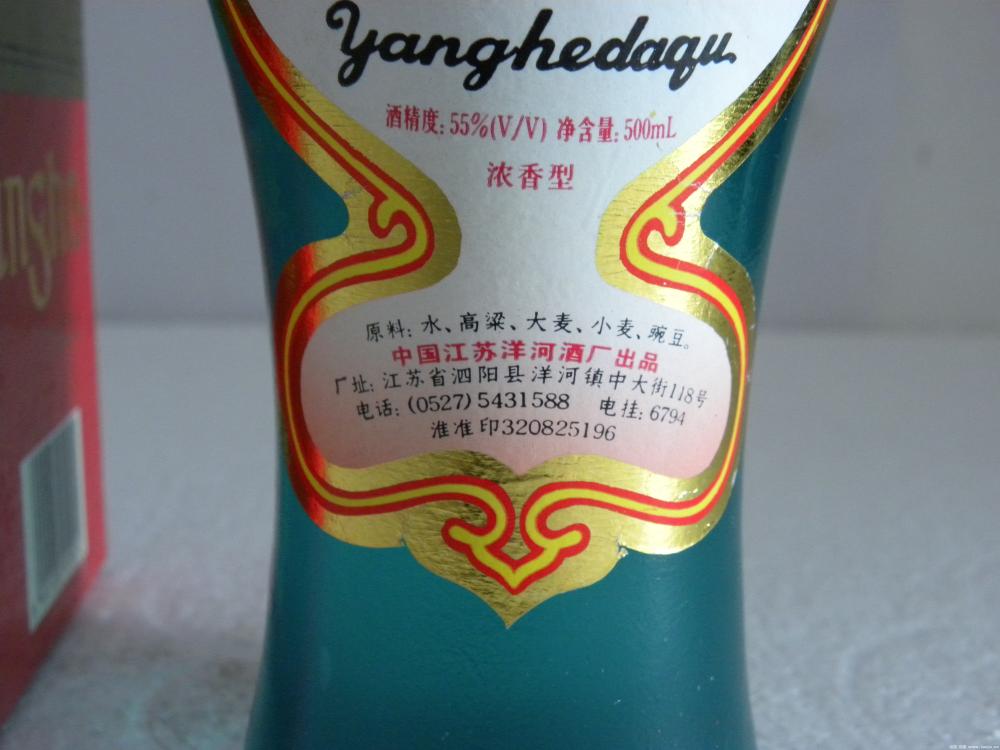 Yanghedaqu
酒精度: 55%(V/V) 净含量: 500mL
浓香型
原料: 水、高粱、大麦、小麦、豌豆。
中国江苏洋河酒厂出品
厂址: 江苏省泗阳县洋河镇中大街118号
电话: (0527) 5431588 电挂: 6794
淮准印320825196